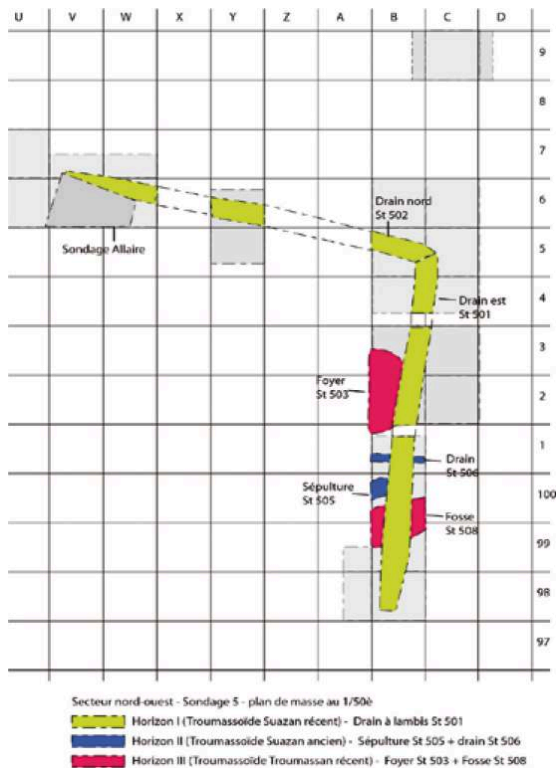 U V W X Y Z A B C D
9
8
7
6
Drain nord
St 502
Sondage Allaire
5
4
Drain est
St 501
3
Foyer
St 503
2
1
Drain
St 506
Sépulture
St 505
100
Fosse
St 508
99
98
97
Secteur nord-ouest - Sondage 5 - plan de masse au 1/50è
Horizon I (Troumassoïde Suazan récent) - Drain à lambis St 501
Horizon II (Troumassoïde Suazan ancien) - Sépulture St 505 + drain St 506
Horizon III (Troumassoïde Troumassan récent) - Foyer St 503 + Fosse St 508